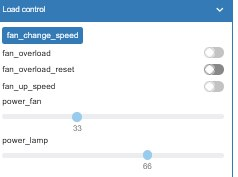 Load control
fan_change_speed
fan_overload
fan_overload_reset
fan_up_speed
power_fan
33
power_lamp
66